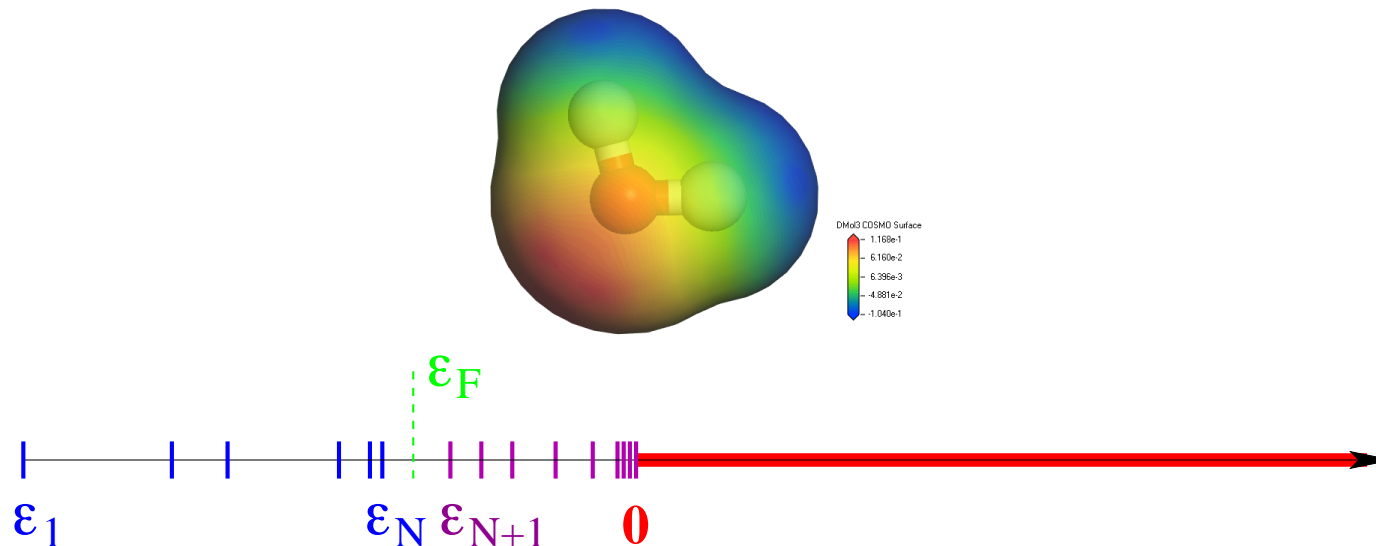 DMol3 COSMO Surface
1.168e-1
6.160e-2
6.396e-3
-4.881e-2
-1.040e-1
εF
ε1 εN εN+1 0